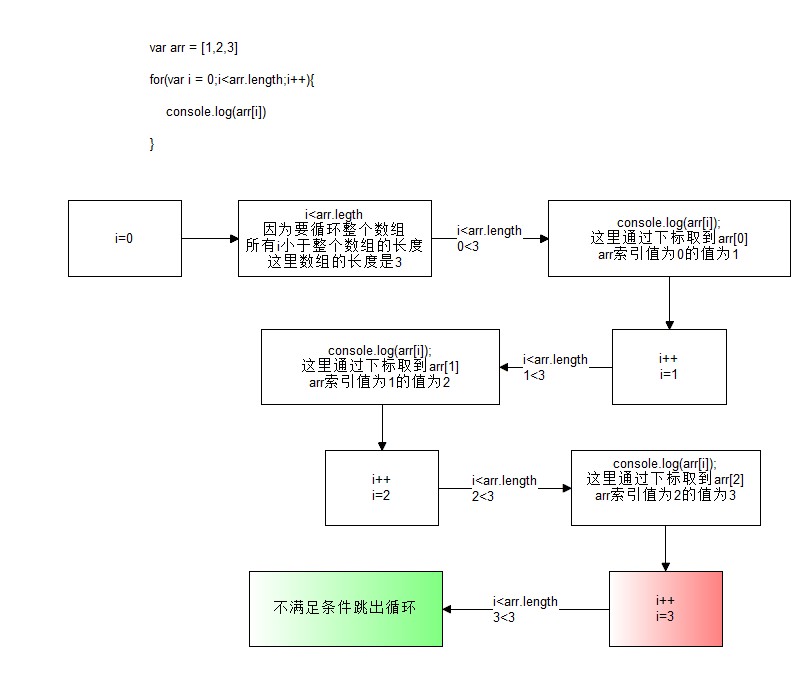 var arr = [1,2,3]
for(var i = 0;i<arr.length;i++){
console.log(arr[i])
}
i=0
i<arr.legth
因为要循环整个数组
所有i小于整个数组的长度
这里数组的长度是3
i<arr.length
0<3
console.log(arr[i]);
这里通过下标取到arr[0]
arr索引值为0的值为1
i++
i=1
i<arr.length
1<3
console.log(arr[i]);
这里通过下标取到arr[1]
arr索引值为1的值为2
i++
i=2
i<arr.length
2<3
console.log(arr[i]);
这里通过下标取到arr[2]
arr索引值为2的值为3
i++
i=3
i<arr.length
3<3
不满足条件跳出循环